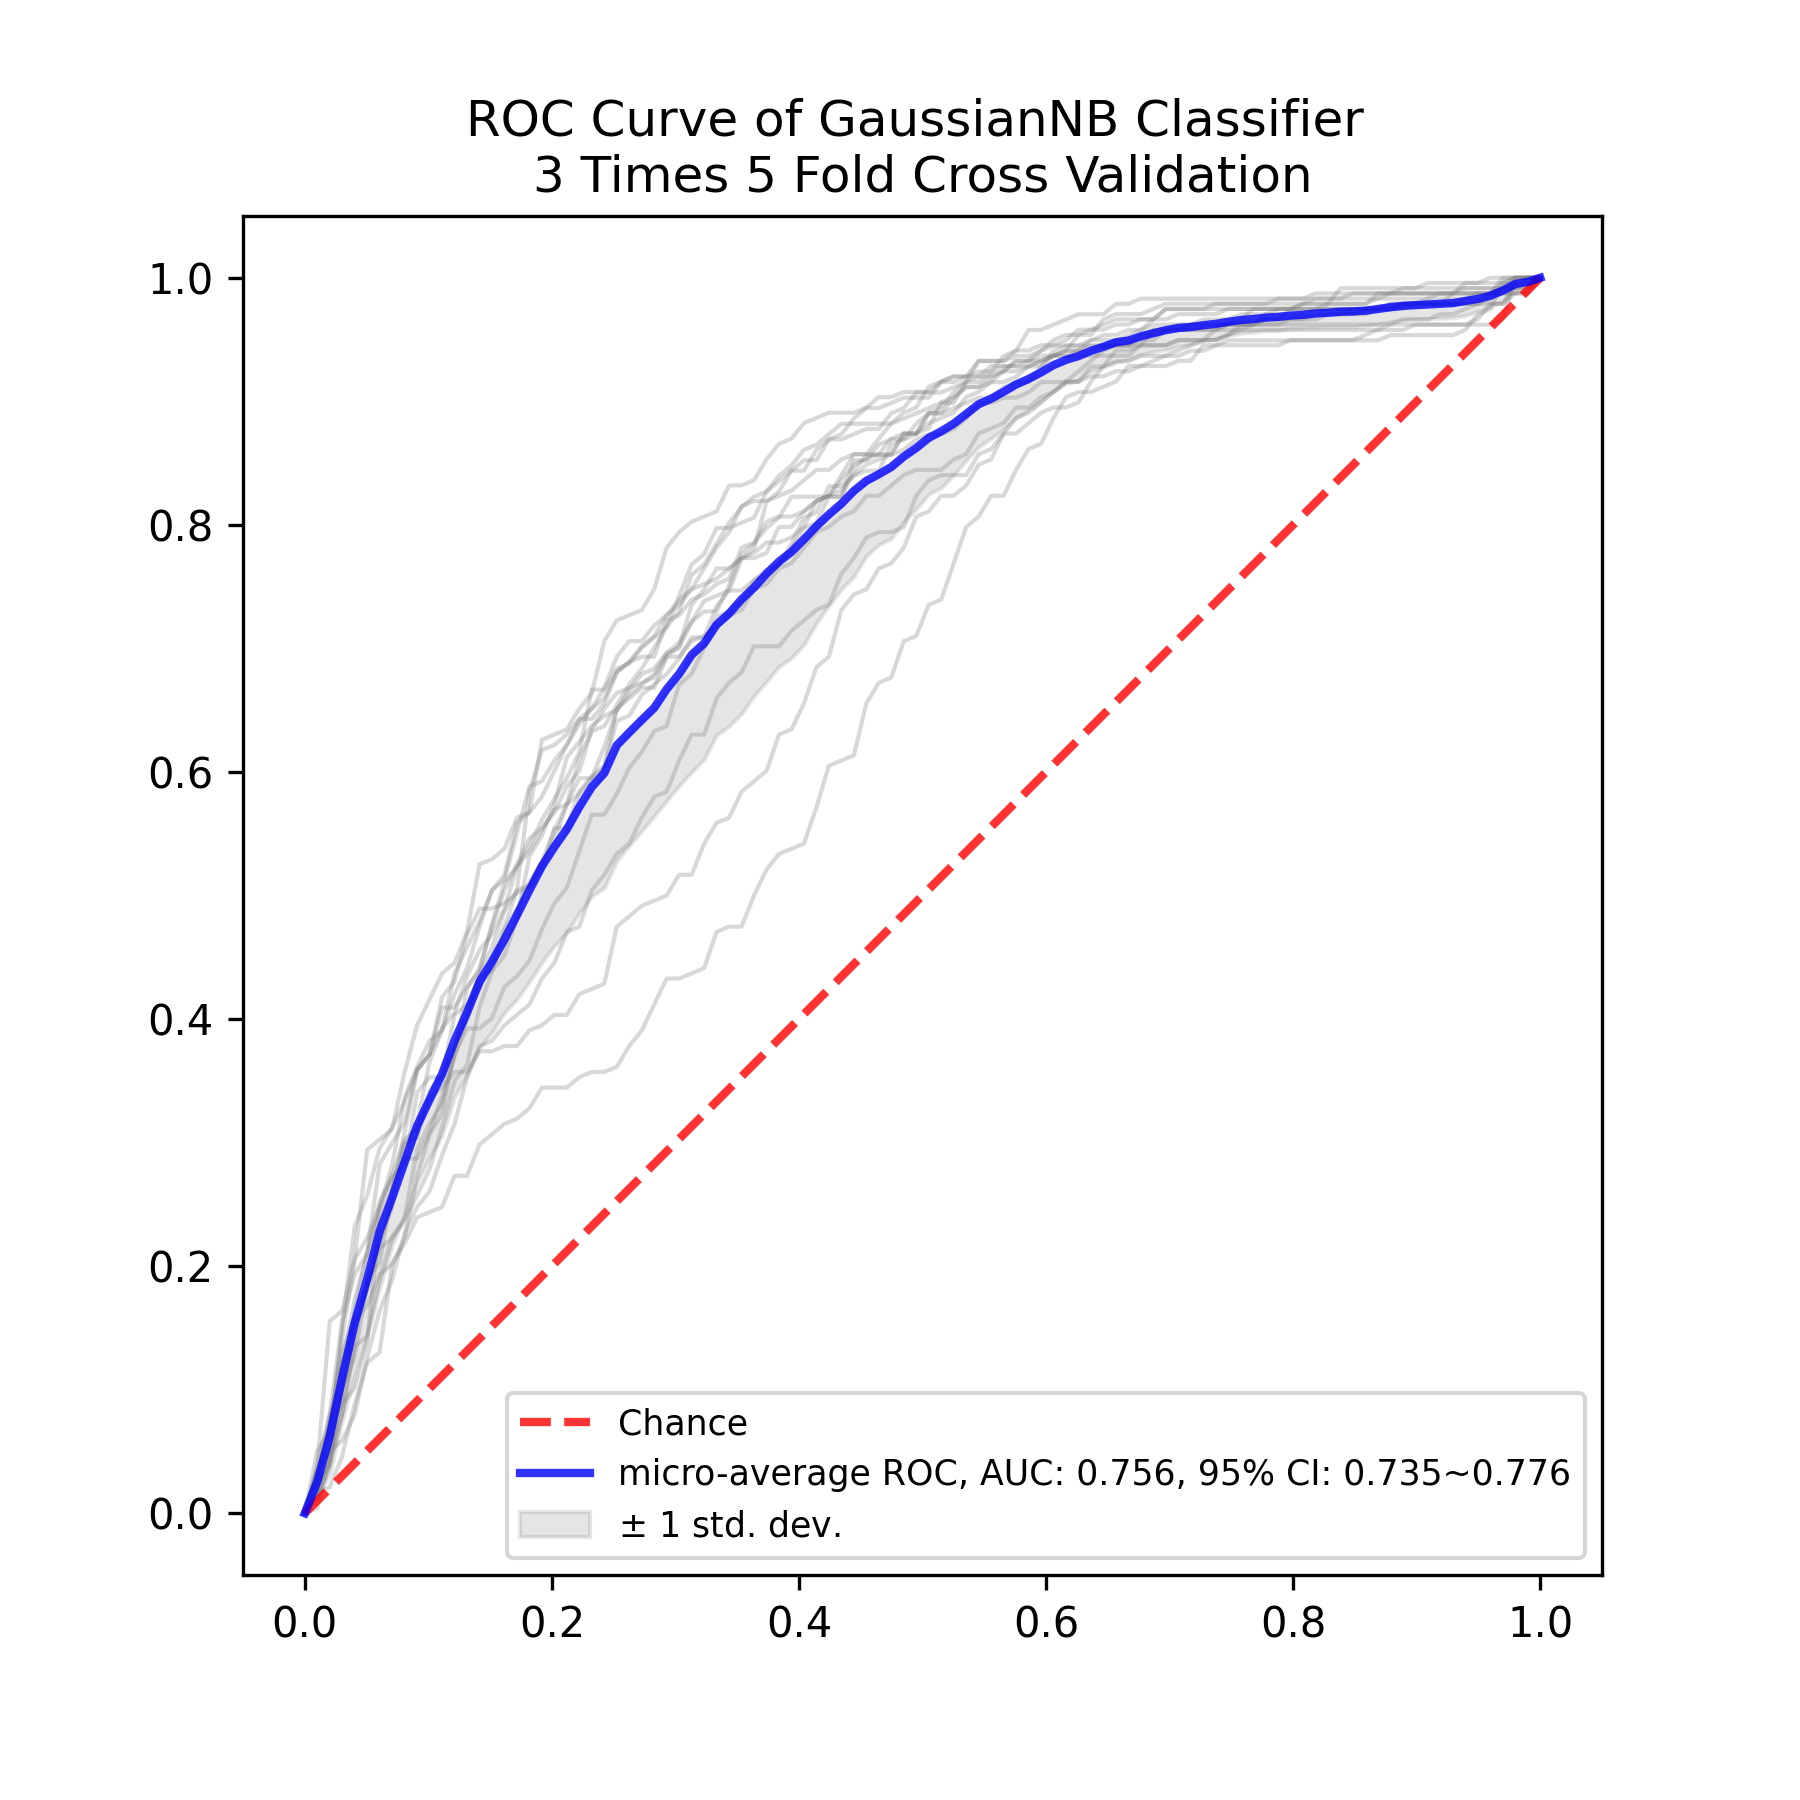 ROC Curve of GaussianNB Classifier
3 Times 5 Fold Cross Validation
1.0
0.8
0.6
0.4
0.2
0.0
Chance
micro-average ROC, AUC: 0.756, 95% CI: 0.735~0.776
± 1 std. dev.
0.0 0.2 0.4 0.6 0.8 1.0